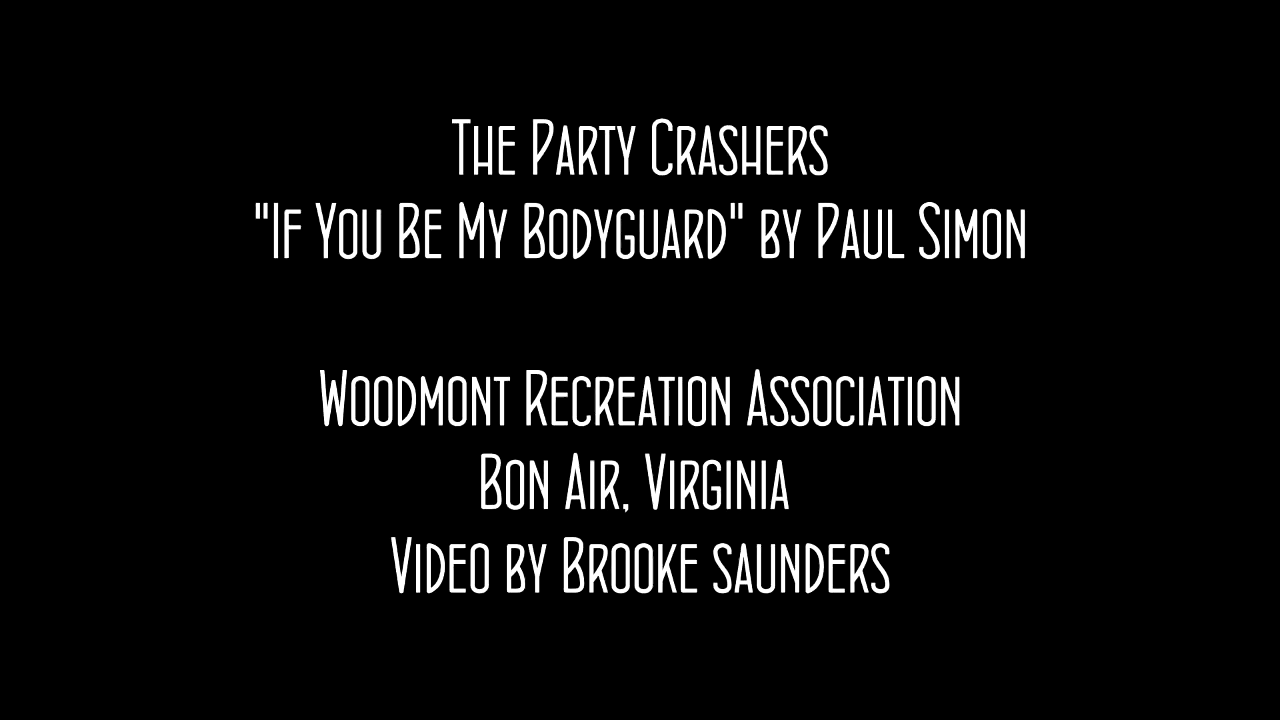 The Party Crashers
"If You Be My Bodyguard" by Paul Simon
Woodmont Recreation Association
Bon Air, Virginia
Video by Brooke saunders